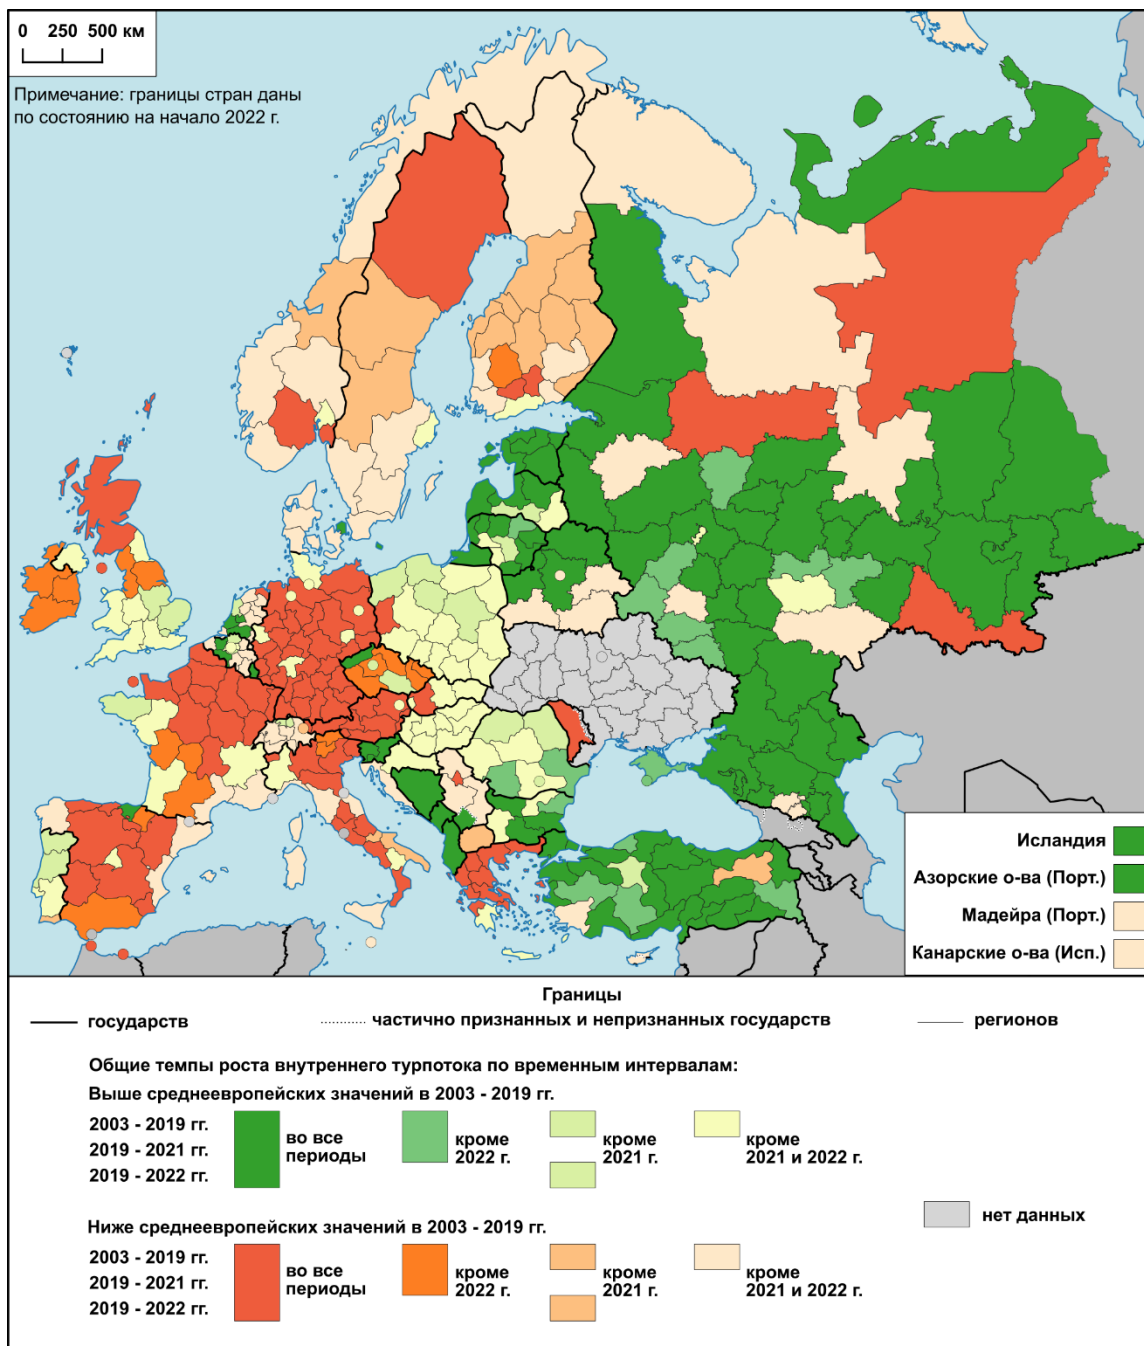 0 250 500 км
Примечание: границы стран даны
по состоянию на начало 2022 г.
Исландия
Азорские о-ва (Порт.)
Мадейра (Порт.)
Канарские о-ва (Исп.)
Границы
государств
частично признанных и непризнанных государств
регионов
Общие темпы роста внутреннего турпотока по временным интервалам:
Выше среднеевропейских значений в 2003 - 2019 гг.
2003 - 2019 гг.
2019 - 2021 гг.
2019 - 2022 гг.
во все
периоды
кроме
2022 г.
кроме
2021 г.
кроме
2021 и 2022 г.
нет данных
Ниже среднеевропейских значений в 2003 - 2019 гг.
2003 - 2019 гг.
2019 - 2021 гг.
2019 - 2022 гг.
во все
периоды
кроме
2022 г.
кроме
2021 г.
кроме
2021 и 2022 г.